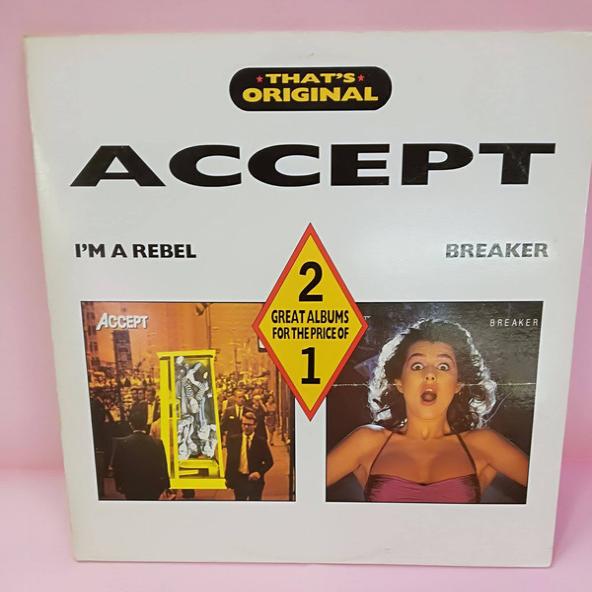 THAT'S
ORIGINAL
ACCEPT
I'M A REBEL
BREAKER
2
GREAT ALBUMS
FOR THE PRICE OF
1
ACCEPT
BREAKER